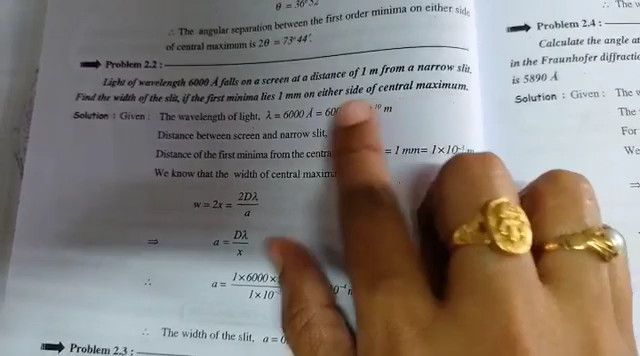 θ = 36°52'
∴ The angular separation between the first order minima on either side
of central maximum is 2θ = 73°44'.
Problem 2.2 :
Light of wavelength 6000 Å falls on a screen at a distance of 1 m from a narrow slit.
Find the width of the slit, if the first minima lies 1 mm on either side of central maximum.
Solution : Given : The wavelength of light, λ = 6000 Å = 600 m
Distance between screen and narrow slit,
Distance of the first minima from the centra = 1 mm = 1×10⁻³ m
We know that the width of central maxim
w = 2x = 2Dλ / a
⇒ a = Dλ / x
∴ a = 1×6000× / 1×10⁻
∴ The width of the slit, a = 0
Problem 2.3 :
Problem 2.4 :
Calculate the angle at
in the Fraunhofer diffractio
is 5890 Å
Solution : Given : The w
The
For
We